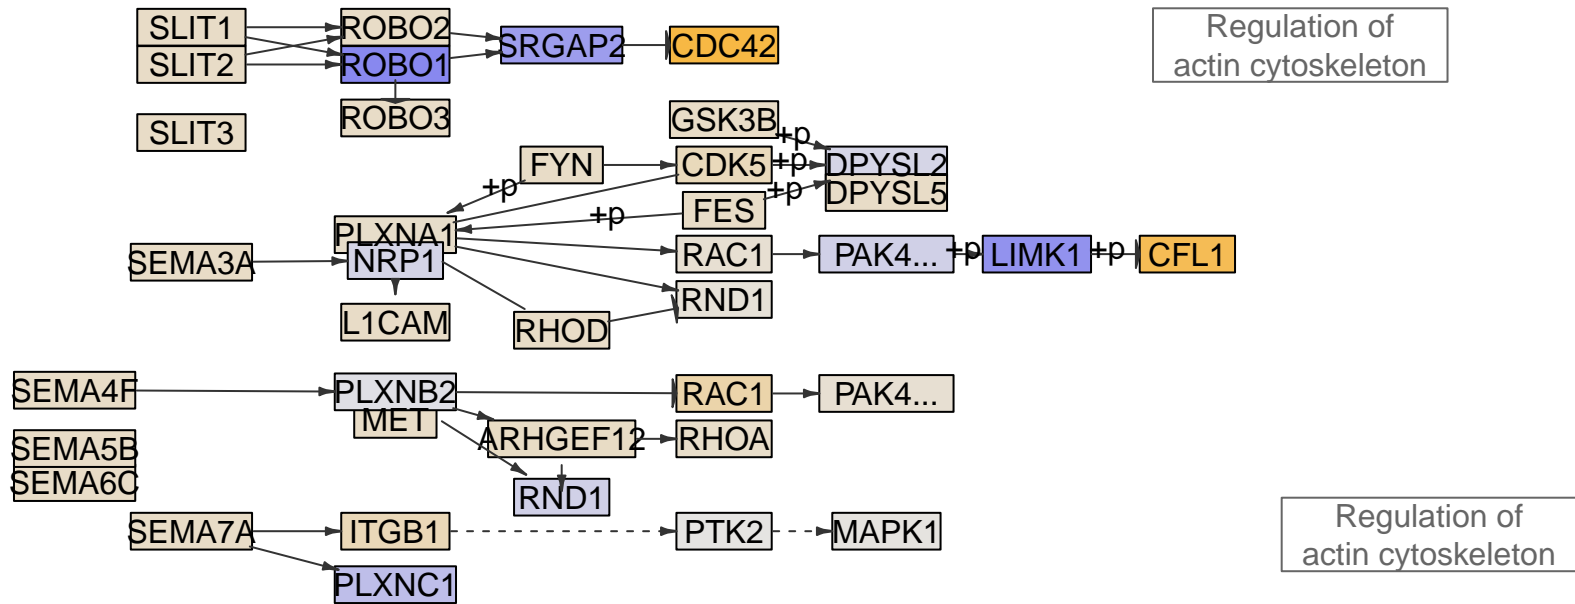 SLIT1
ROBO2
SRGAP2
CDC42
Regulation of
actin cytoskeleton
SLIT2
ROBO1
SLIT3
ROBO3
GSK3B
+p
FYN
CDK5
+p
DPYSL2
+p
FES
+p
DPYSL5
+p
PLXNA1
SEMA3A
NRP1
RAC1
PAK4...
+p
LIMK1
+p
CFL1
RND1
L1CAM
RHOD
SEMA4F
PLXNB2
RAC1
PAK4...
MET
ARHGEF12
RHOA
SEMA5B
SEMA6C
RND1
SEMA7A
ITGB1
PTK2
MAPK1
Regulation of
actin cytoskeleton
PLXNC1